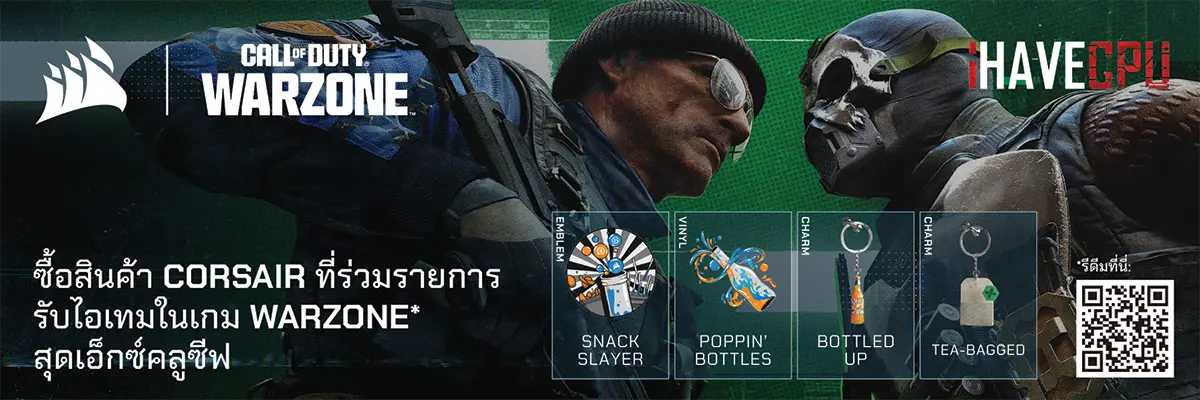 CALL OF DUTY
WARZONE
iHAVECPU
ซื้อสินค้า CORSAIR ที่ร่วมรายการ
รับไอเทมในเกม WARZONE*
สุดเอ็กซ์คลูซีฟ
EMBLEM
SNACK
SLAYER
VINYL
POPPIN'
BOTTLES
CHARM
BOTTLED
UP
CHARM
TEA-BAGGED
*รีดีมที่นี่: